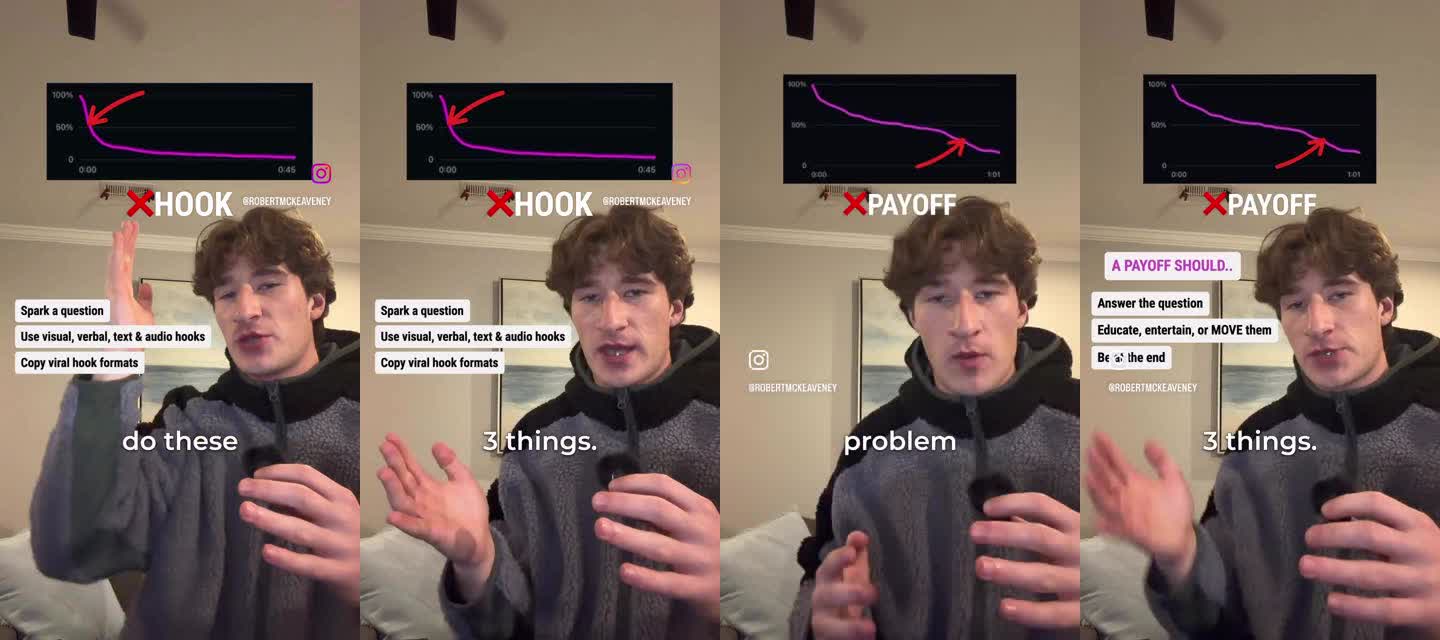 100%
50%
0
0:00 0:45
❌HOOK @ROBERTMCKEAVENEY
Spark a question
Use visual, verbal, text & audio hooks
Copy viral hook formats
do these
100%
50%
0
0:00 0:45
❌HOOK @ROBERTMCKEAVENEY
Spark a question
Use visual, verbal, text & audio hooks
Copy viral hook formats
3 things.
100%
50%
0
0:00 1:01
❌PAYOFF
@ROBERTMCKEAVENEY
problem
100%
50%
0
0:00 1:01
❌PAYOFF
A PAYOFF SHOULD..
Answer the question
Educate, entertain, or MOVE them
Be at the end
@ROBERTMCKEAVENEY
3 things.